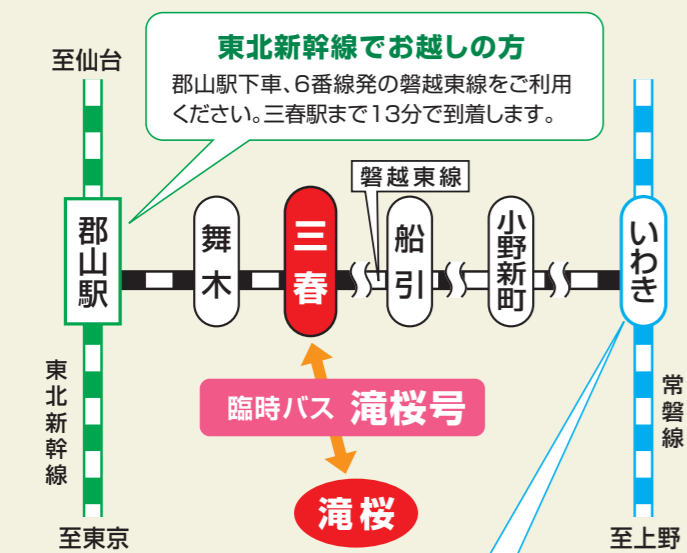 東北新幹線でお越しの方
郡山駅下車、6番線発の磐越東線をご利用
ください。三春駅まで13分で到着します。
至仙台
磐越東線
郡山駅
舞木
三春
船引
小野新町
いわき
東北新幹線
臨時バス 滝桜号
常磐線
滝桜
至東京
至上野